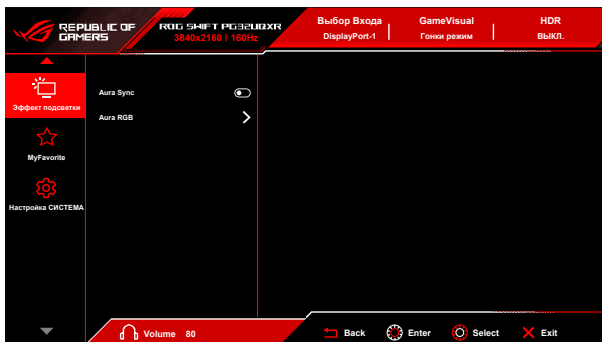 REPUBLIC OF
GAMERS
ROG SHIFT PG32UQXR
3840x2160 | 160Hz
Выбор Входа
DisplayPort-1
GameVisual
Гонки режим
HDR
ВЫКЛ.
Эффект подсветки
MyFavorite
Настройка СИСТЕМА
Aura Sync
Aura RGB
Volume 80
Back
Enter
Select
Exit